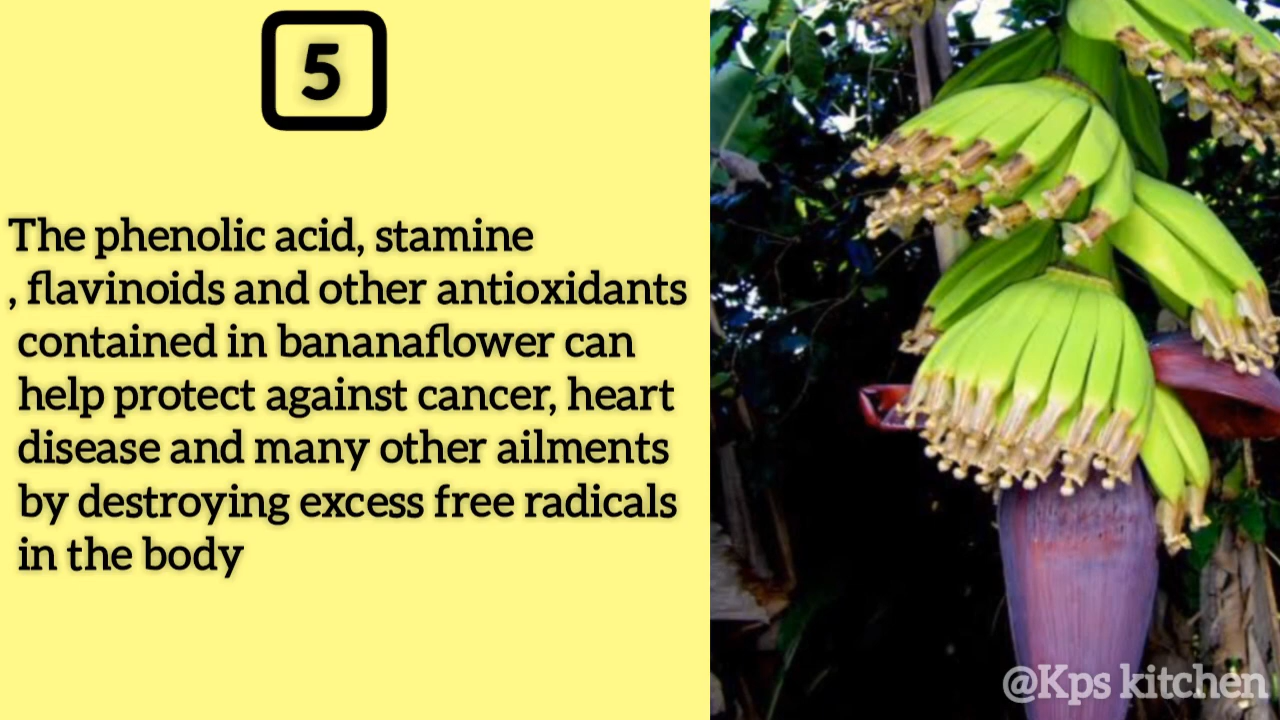 5
The phenolic acid, stamine
, flavinoids and other antioxidants
contained in bananaflower can
help protect against cancer, heart
disease and many other ailments
by destroying excess free radicals
in the body
@Kps kitchen